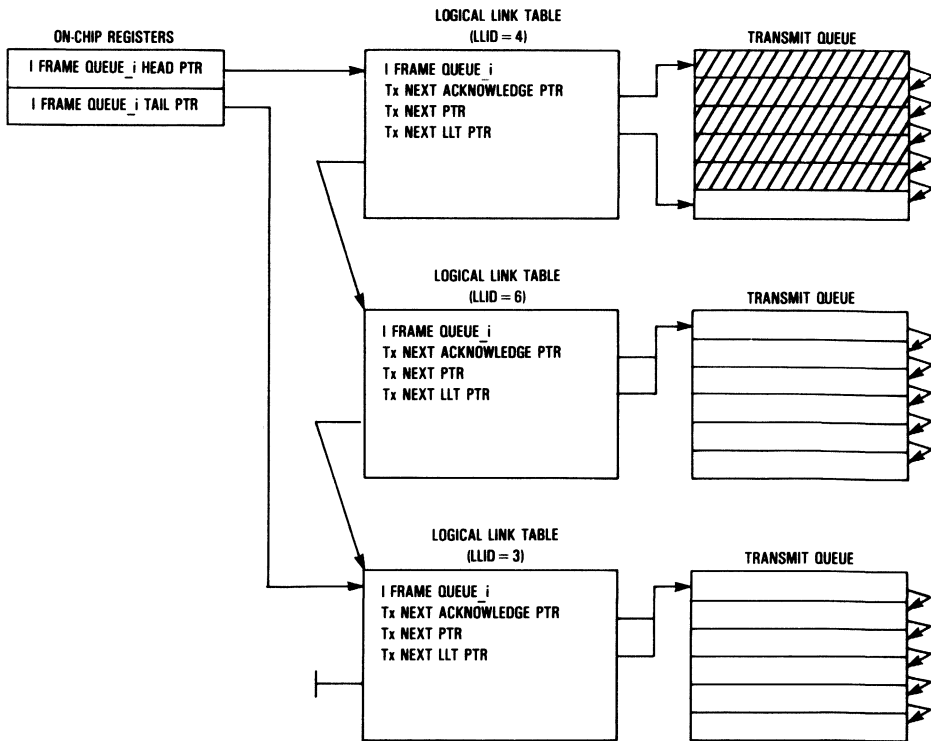 ON-CHIP REGISTERS
I FRAME QUEUE_i HEAD PTR
I FRAME QUEUE_i TAIL PTR
LOGICAL LINK TABLE
(LLID = 4)
I FRAME QUEUE_i
Tx NEXT ACKNOWLEDGE PTR
Tx NEXT PTR
Tx NEXT LLT PTR
TRANSMIT QUEUE
LOGICAL LINK TABLE
(LLID = 6)
I FRAME QUEUE_i
Tx NEXT ACKNOWLEDGE PTR
Tx NEXT PTR
Tx NEXT LLT PTR
TRANSMIT QUEUE
LOGICAL LINK TABLE
(LLID = 3)
I FRAME QUEUE_i
Tx NEXT ACKNOWLEDGE PTR
Tx NEXT PTR
Tx NEXT LLT PTR
TRANSMIT QUEUE